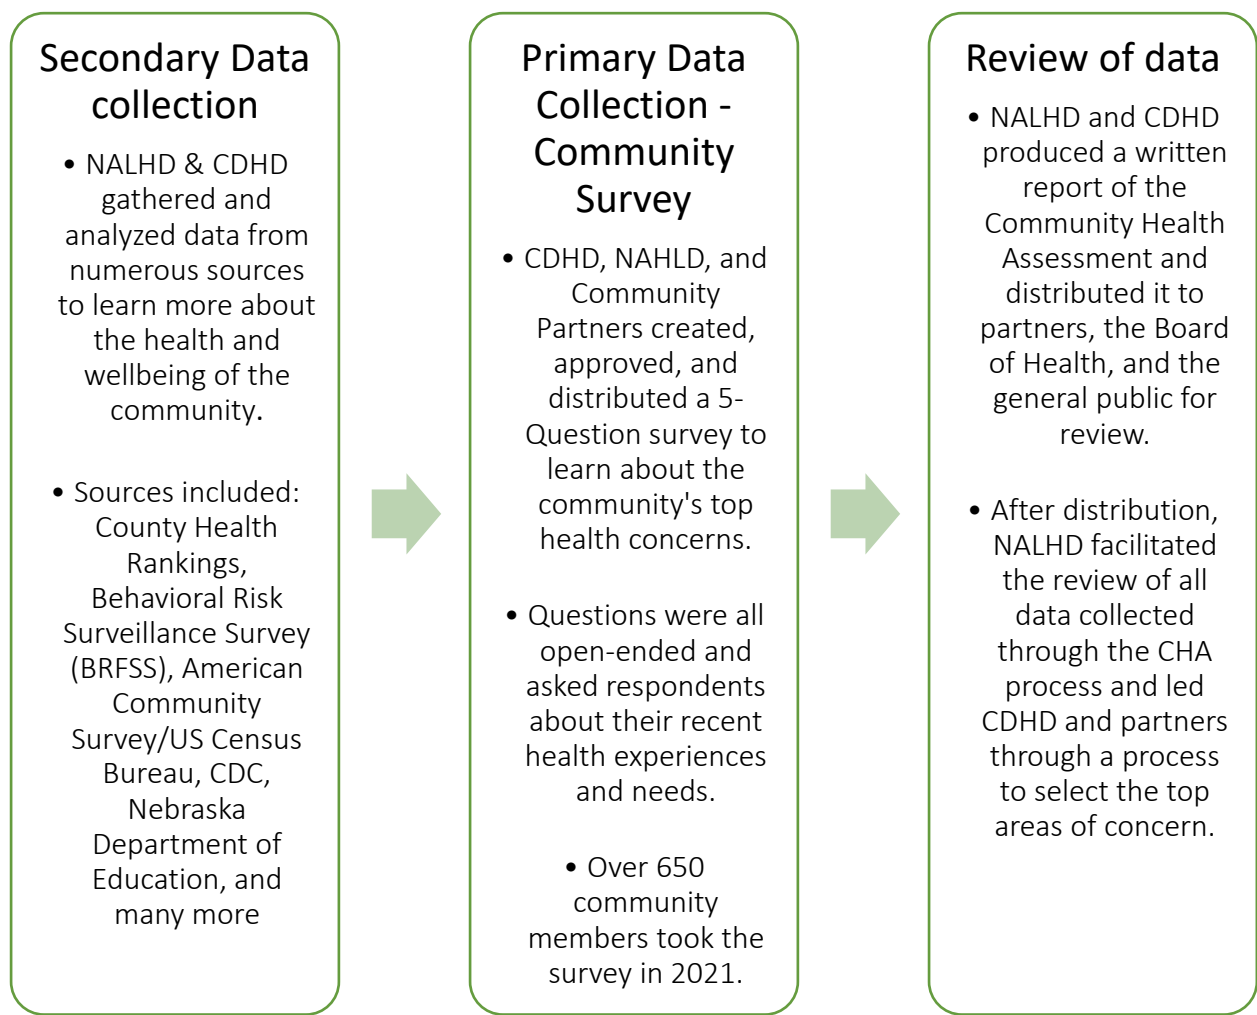 Secondary Data
collection
• NALHD & CDHD
gathered and
analyzed data from
numerous sources
to learn more about
the health and
wellbeing of the
community.
• Sources included:
County Health
Rankings,
Behavioral Risk
Surveillance Survey
(BRFSS), American
Community
Survey/US Census
Bureau, CDC,
Nebraska
Department of
Education, and
many more
Primary Data
Collection -
Community
Survey
• CDHD, NAHLD, and
Community
Partners created,
approved, and
distributed a 5-
Question survey to
learn about the
community's top
health concerns.
• Questions were all
open-ended and
asked respondents
about their recent
health experiences
and needs.
• Over 650
community
members took the
survey in 2021.
Review of data
• NALHD and CDHD
produced a written
report of the
Community Health
Assessment and
distributed it to
partners, the Board
of Health, and the
general public for
review.
• After distribution,
NALHD facilitated
the review of all
data collected
through the CHA
process and led
CDHD and partners
through a process
to select the top
areas of concern.